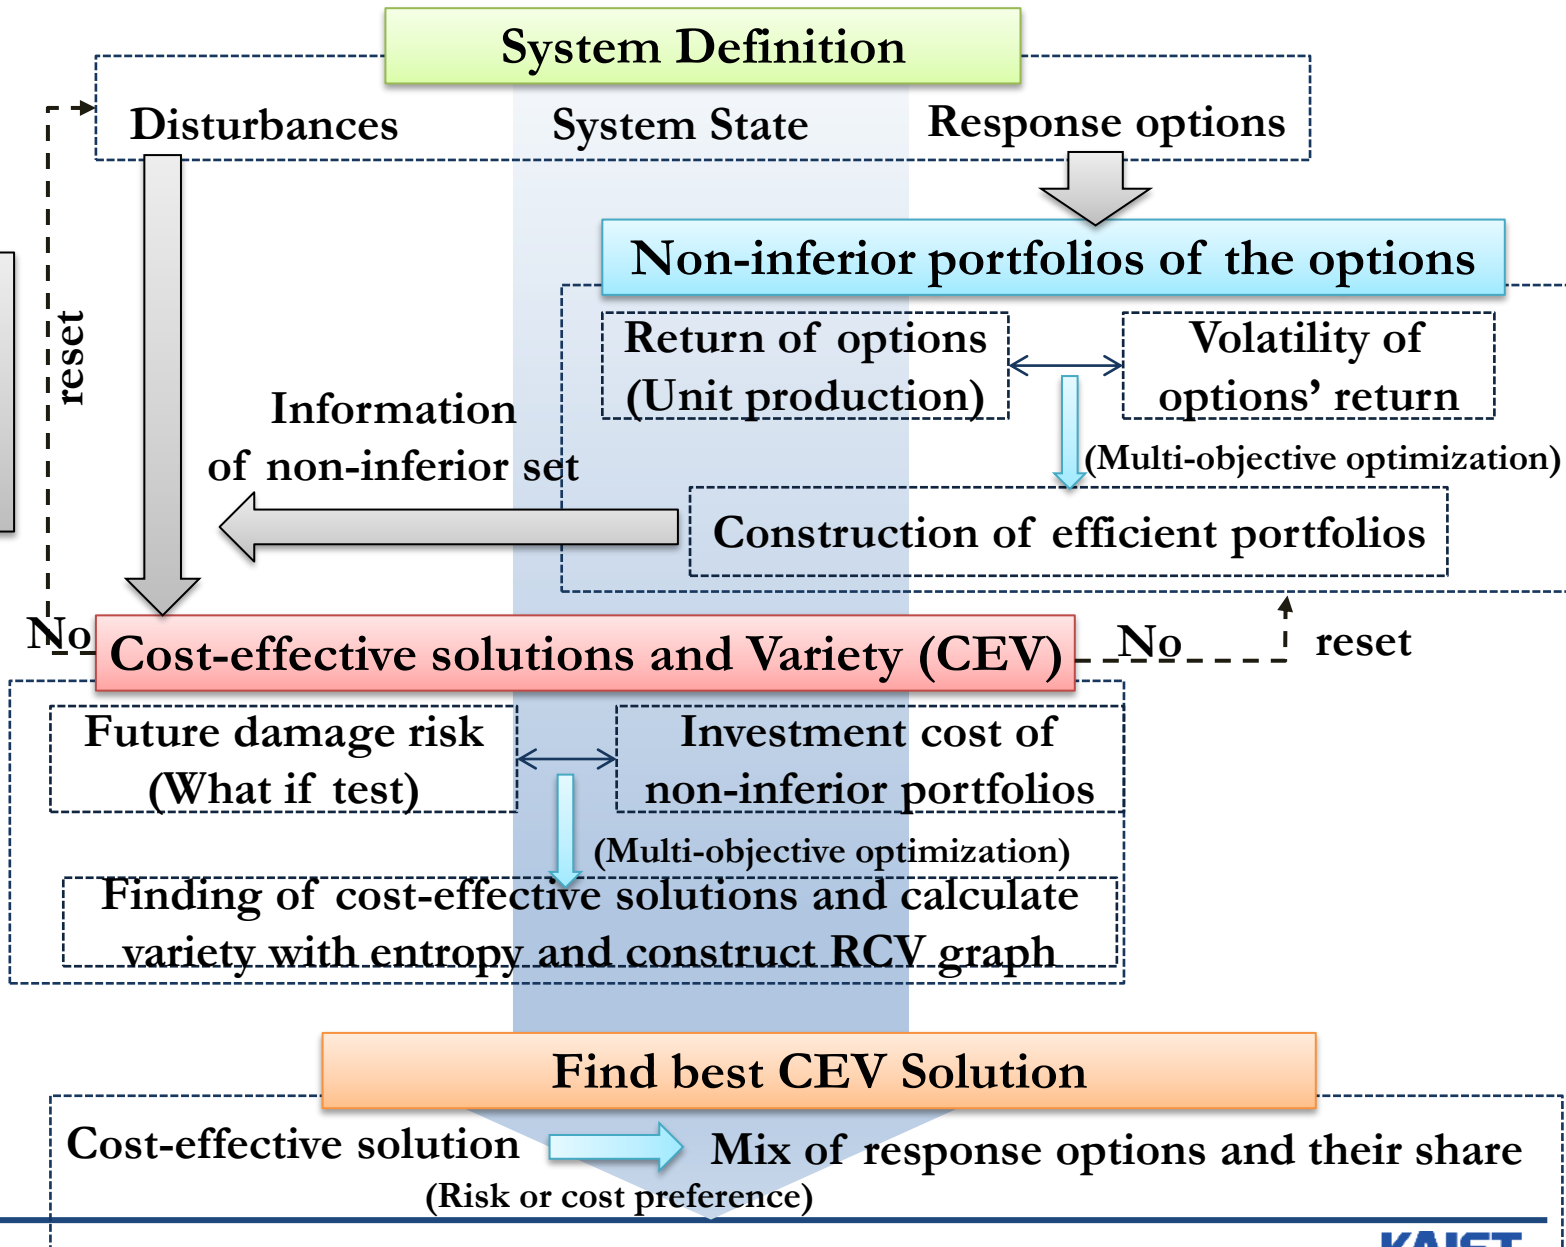 System Definition
Disturbances
System State
Response options
Non-inferior portfolios of the options
Return of options
(Unit production)
Volatility of
options’ return
reset
Information
of non-inferior set
(Multi-objective optimization)
Construction of efficient portfolios
No
Cost-effective solutions and Variety (CEV)
No
reset
Future damage risk
(What if test)
Investment cost of
non-inferior portfolios
(Multi-objective optimization)
Finding of cost-effective solutions and calculate
variety with entropy and construct RCV graph
Find best CEV Solution
Cost-effective solution
Mix of response options and their share
(Risk or cost preference)
KAIST